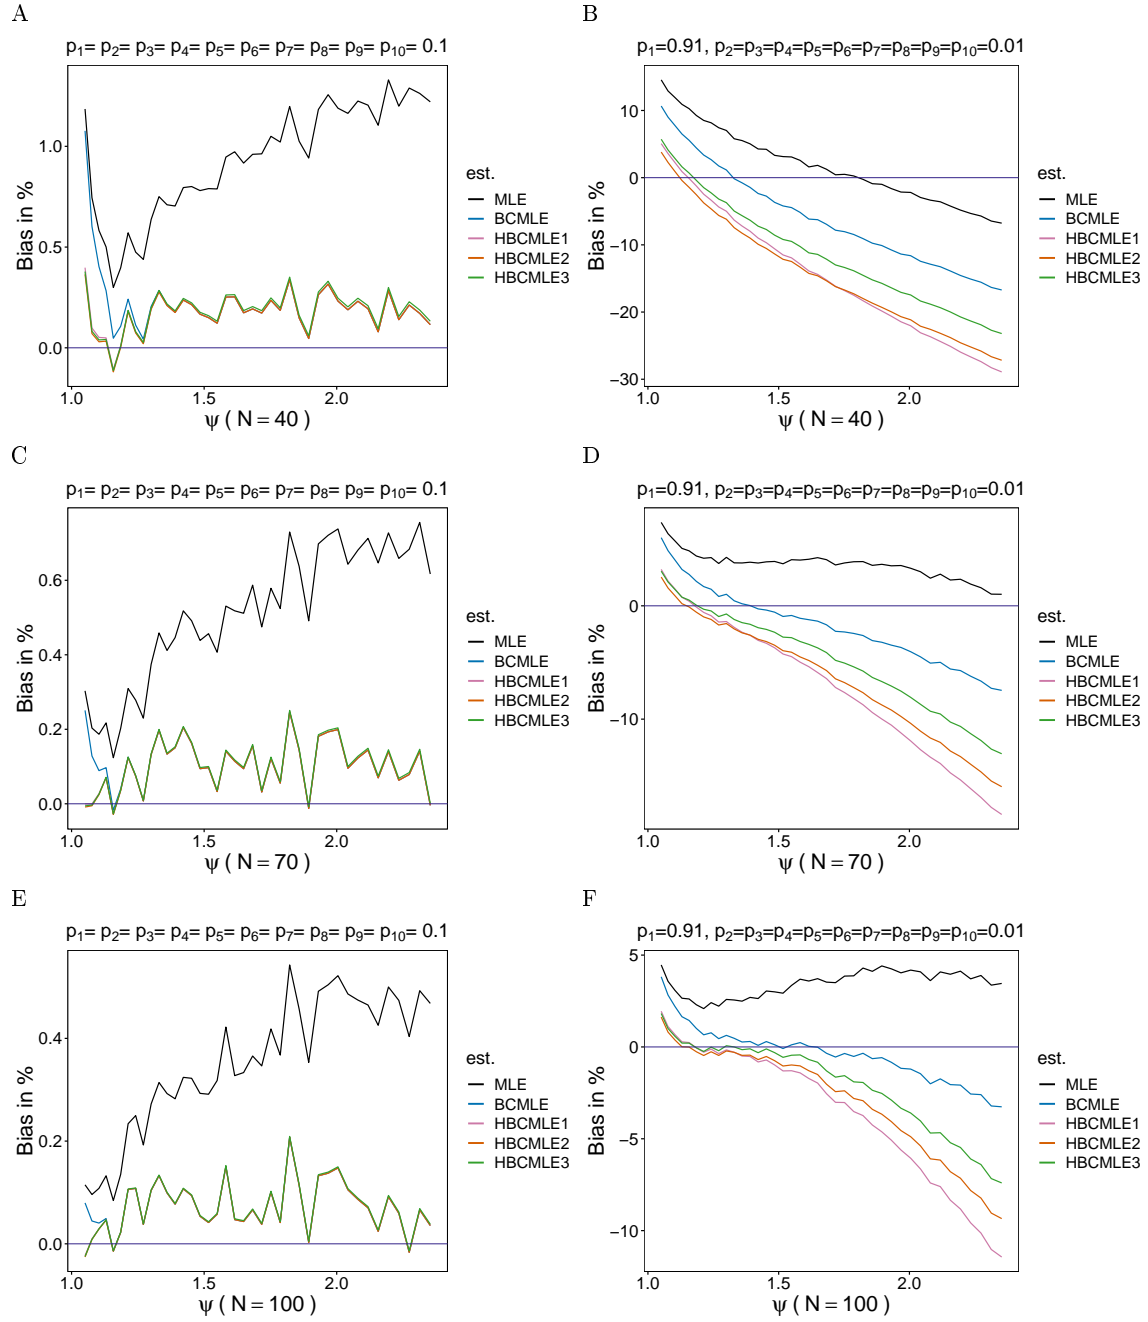 A
p1= p2= p3= p4= p5= p6= p7= p8= p9= p10= 0.1
Bias in %
1.0
0.5
0.0
1.0
1.5
2.0
ψ ( N = 40 )
est.
MLE
BCMLE
HBCMLE1
HBCMLE2
HBCMLE3
B
p1=0.91, p2=p3=p4=p5=p6=p7=p8=p9=p10=0.01
Bias in %
10
0
−10
−20
−30
1.0
1.5
2.0
ψ ( N = 40 )
est.
MLE
BCMLE
HBCMLE1
HBCMLE2
HBCMLE3
C
p1= p2= p3= p4= p5= p6= p7= p8= p9= p10= 0.1
Bias in %
0.6
0.4
0.2
0.0
1.0
1.5
2.0
ψ ( N = 70 )
est.
MLE
BCMLE
HBCMLE1
HBCMLE2
HBCMLE3
D
p1=0.91, p2=p3=p4=p5=p6=p7=p8=p9=p10=0.01
Bias in %
0
−10
1.0
1.5
2.0
ψ ( N = 70 )
est.
MLE
BCMLE
HBCMLE1
HBCMLE2
HBCMLE3
E
p1= p2= p3= p4= p5= p6= p7= p8= p9= p10= 0.1
Bias in %
0.4
0.2
0.0
1.0
1.5
2.0
ψ ( N = 100 )
est.
MLE
BCMLE
HBCMLE1
HBCMLE2
HBCMLE3
F
p1=0.91, p2=p3=p4=p5=p6=p7=p8=p9=p10=0.01
Bias in %
5
0
−5
−10
1.0
1.5
2.0
ψ ( N = 100 )
est.
MLE
BCMLE
HBCMLE1
HBCMLE2
HBCMLE3